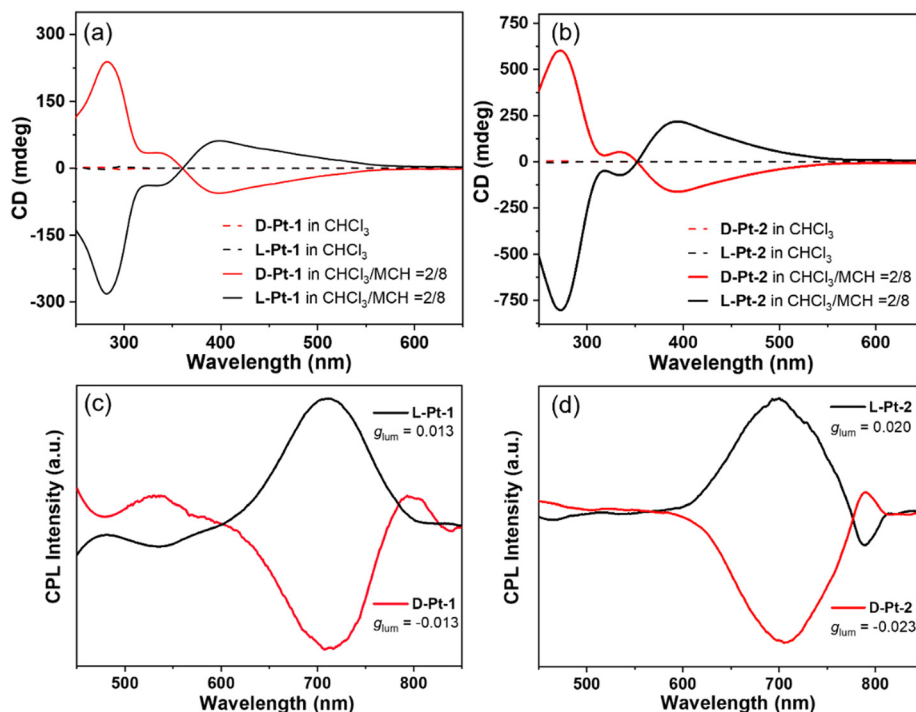 (a)
300
150
0
-150
-300
CD (mdeg)
D-Pt-1 in CHCl₃
L-Pt-1 in CHCl₃
D-Pt-1 in CHCl₃/MCH =2/8
L-Pt-1 in CHCl₃/MCH =2/8
300 400 500 600
Wavelength (nm)
(b)
750
500
250
0
-250
-500
-750
CD (mdeg)
D-Pt-2 in CHCl₃
L-Pt-2 in CHCl₃
D-Pt-2 in CHCl₃/MCH =2/8
L-Pt-2 in CHCl₃/MCH =2/8
300 400 500 600
Wavelength (nm)
(c)
CPL Intensity (a.u.)
L-Pt-1
glum = 0.013
D-Pt-1
glum = -0.013
500 600 700 800
Wavelength (nm)
(d)
CPL Intensity (a.u.)
L-Pt-2
glum = 0.020
D-Pt-2
glum = -0.023
500 600 700 800
Wavelength (nm)